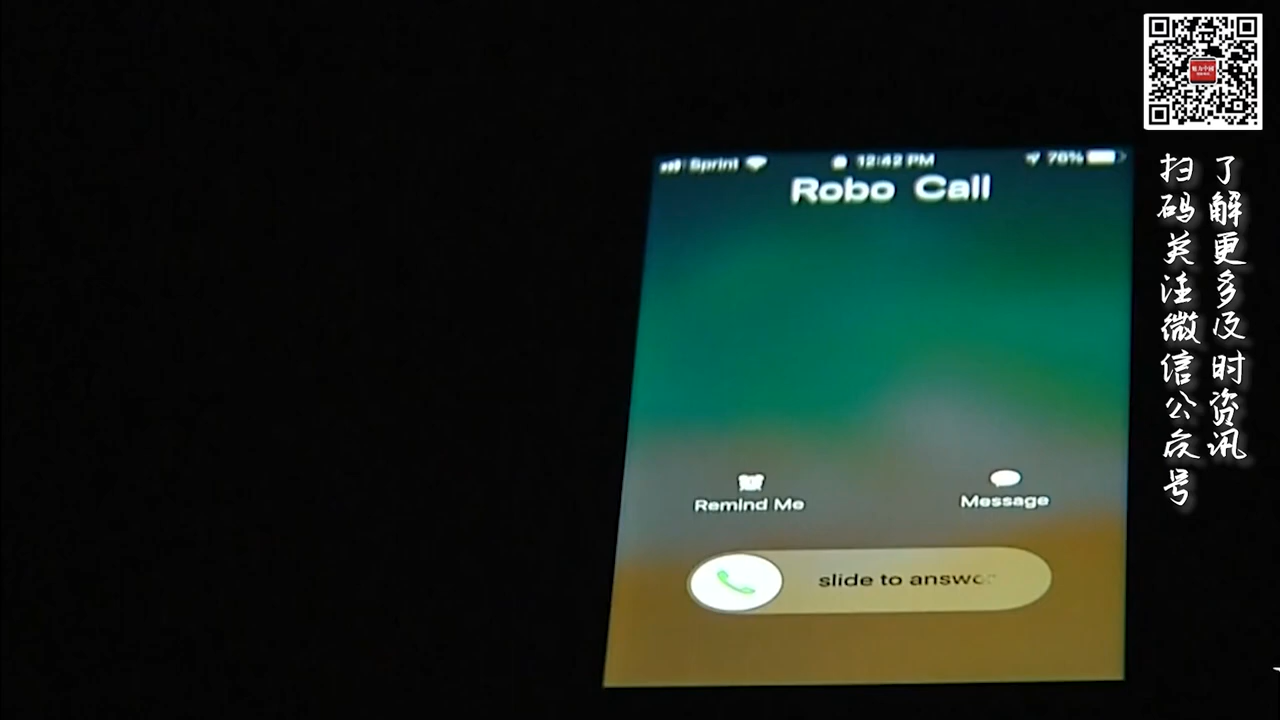 Sprint 12:42 PM 76%
Robo Call
Remind Me
Message
slide to answer
了解更多及时资讯
扫码关注微信公众号